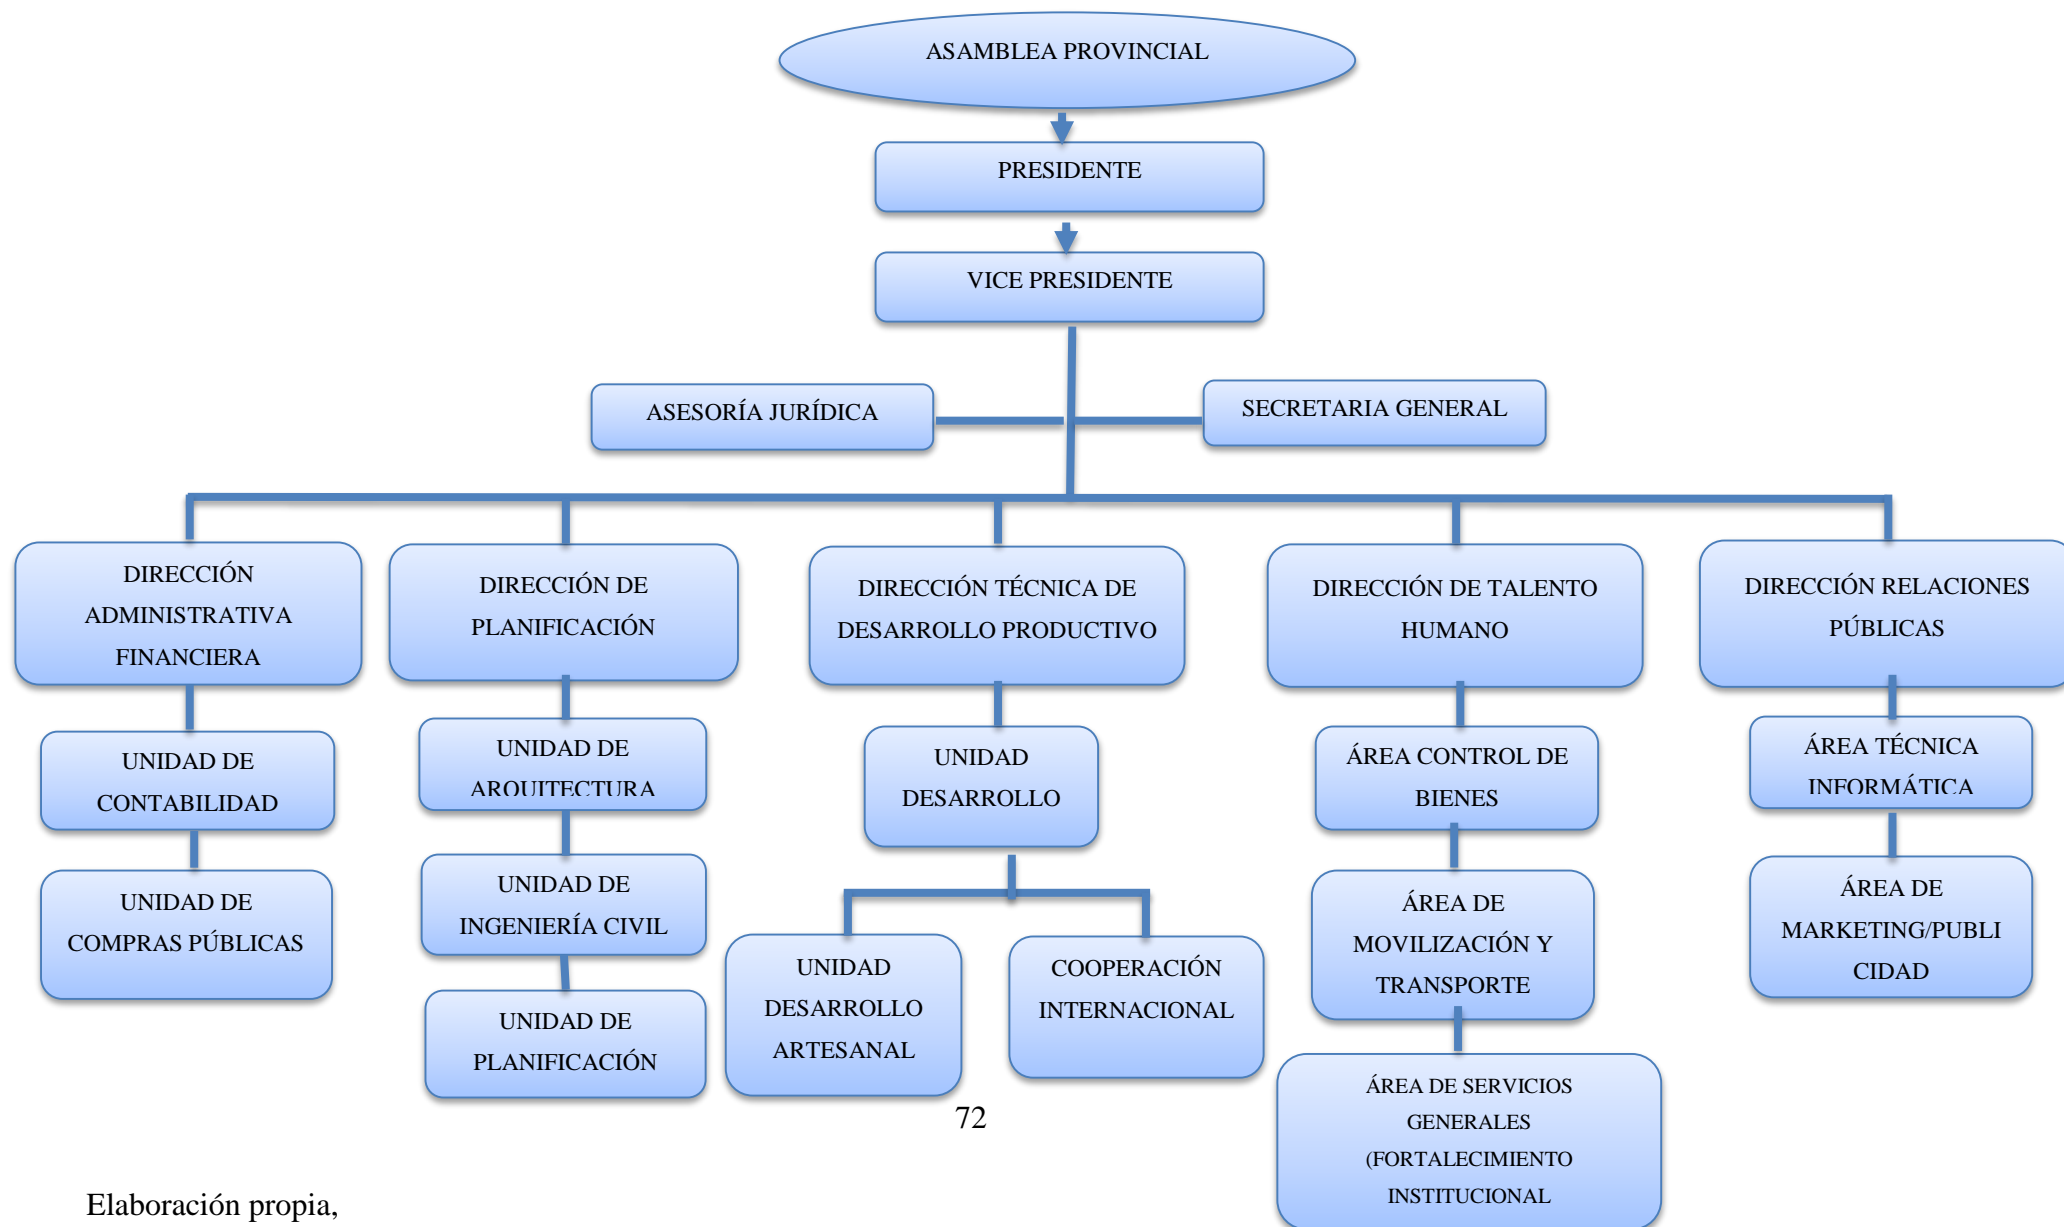 ASAMBLEA PROVINCIAL
PRESIDENTE
VICE PRESIDENTE
ASESORÍA JURÍDICA
SECRETARIA GENERAL
DIRECCIÓN
ADMINISTRATIVA
FINANCIERA
DIRECCIÓN DE
PLANIFICACIÓN
DIRECCIÓN TÉCNICA DE
DESARROLLO PRODUCTIVO
DIRECCIÓN DE TALENTO
HUMANO
DIRECCIÓN RELACIONES
PÚBLICAS
UNIDAD DE
CONTABILIDAD
UNIDAD DE
ARQUITECTURA
UNIDAD
DESARROLLO
ÁREA CONTROL DE
BIENES
ÁREA TÉCNICA
INFORMÁTICA
UNIDAD DE
COMPRAS PÚBLICAS
UNIDAD DE
INGENIERÍA CIVIL
ÁREA DE
MOVILIZACIÓN Y
TRANSPORTE
ÁREA DE
MARKETING/PUBLI
CIDAD
UNIDAD
DESARROLLO
ARTESANAL
COOPERACIÓN
INTERNACIONAL
UNIDAD DE
PLANIFICACIÓN
ÁREA DE SERVICIOS
GENERALES
(FORTALECIMIENTO
INSTITUCIONAL
72
Elaboración propia,